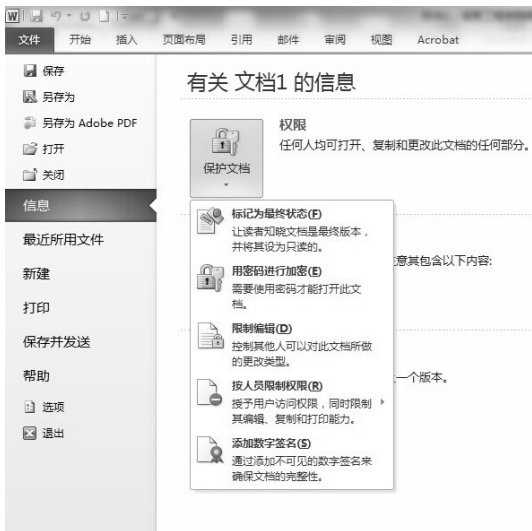 W
文件 开始 插入 页面布局 引用 邮件 审阅 视图 Acrobat
保存
另存为
另存为 Adobe PDF
打开
关闭
信息
最近所用文件
新建
打印
保存并发送
帮助
选项
退出
有关 文档1 的信息
保护文档
权限
任何人均可打开、复制和更改此文档的任何部分。
标记为最终状态(F)
让读者知晓文档是最终版本，
并将其设为只读的。
用密码进行加密(E)
需要使用密码才能打开此文
档。
限制编辑(D)
控制其他人可以对此文档所做
的更改类型。
按人员限制权限(R)
授予用户访问权限，同时限制
其编辑、复制和打印能力。
添加数字签名(S)
通过添加不可见的数字签名来
确保文档的完整性。
意其包含以下内容:
一个版本。